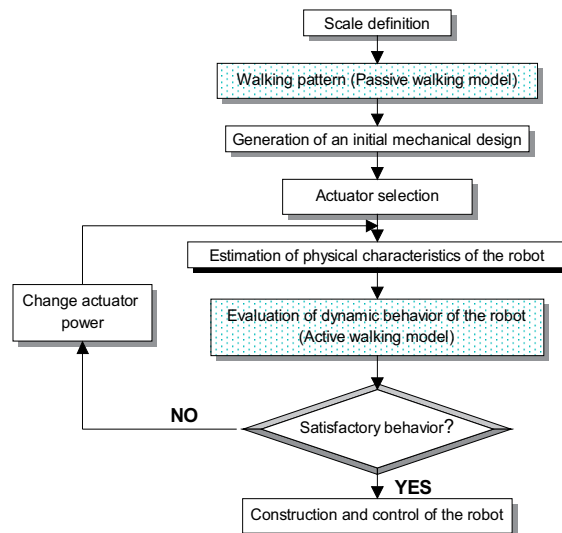 Scale definition
Walking pattern (Passive walking model)
Generation of an initial mechanical design
Actuator selection
Estimation of physical characteristics of the robot
Change actuator
power
Evaluation of dynamic behavior of the robot
(Active walking model)
NO
Satisfactory behavior?
YES
Construction and control of the robot